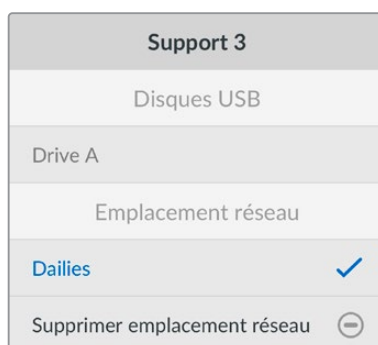 Support 3
Disques USB
Drive A
Emplacement réseau
Dailies
Supprimer emplacement réseau